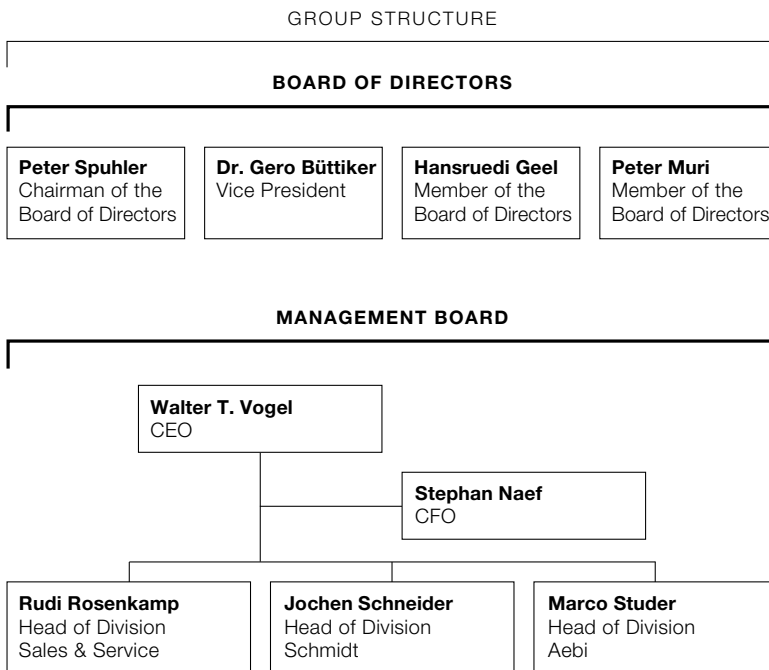 GROUP STRUCTURE
BOARD OF DIRECTORS
Peter Spuhler
Chairman of the
Board of Directors
Dr. Gero Büttiker
Vice President
Hansruedi Geel
Member of the
Board of Directors
Peter Muri
Member of the
Board of Directors
MANAGEMENT BOARD
Walter T. Vogel
CEO
Stephan Naef
CFO
Rudi Rosenkamp
Head of Division
Sales & Service
Jochen Schneider
Head of Division
Schmidt
Marco Studer
Head of Division
Aebi